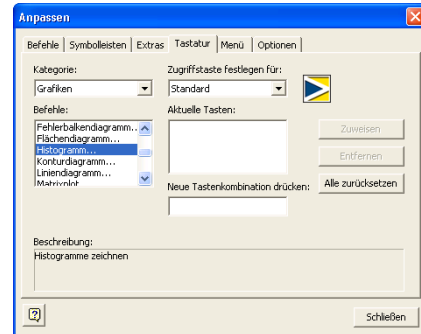 Anpassen
Befehle Symbolleisten Extras Tastatur Menü Optionen
Kategorie: Zugriffstaste festlegen für:
Grafiken Standard
Befehle: Aktuelle Tasten:
Fehlerbalkendiagramm...
Flächendiagramm...
Histogramm...
Konturdiagramm...
Liniendiagramm...
Matrixplot
Zuweisen
Entfernen
Alle zurücksetzen
Neue Tastenkombination drücken:
Beschreibung:
Histogramme zeichnen
Schließen